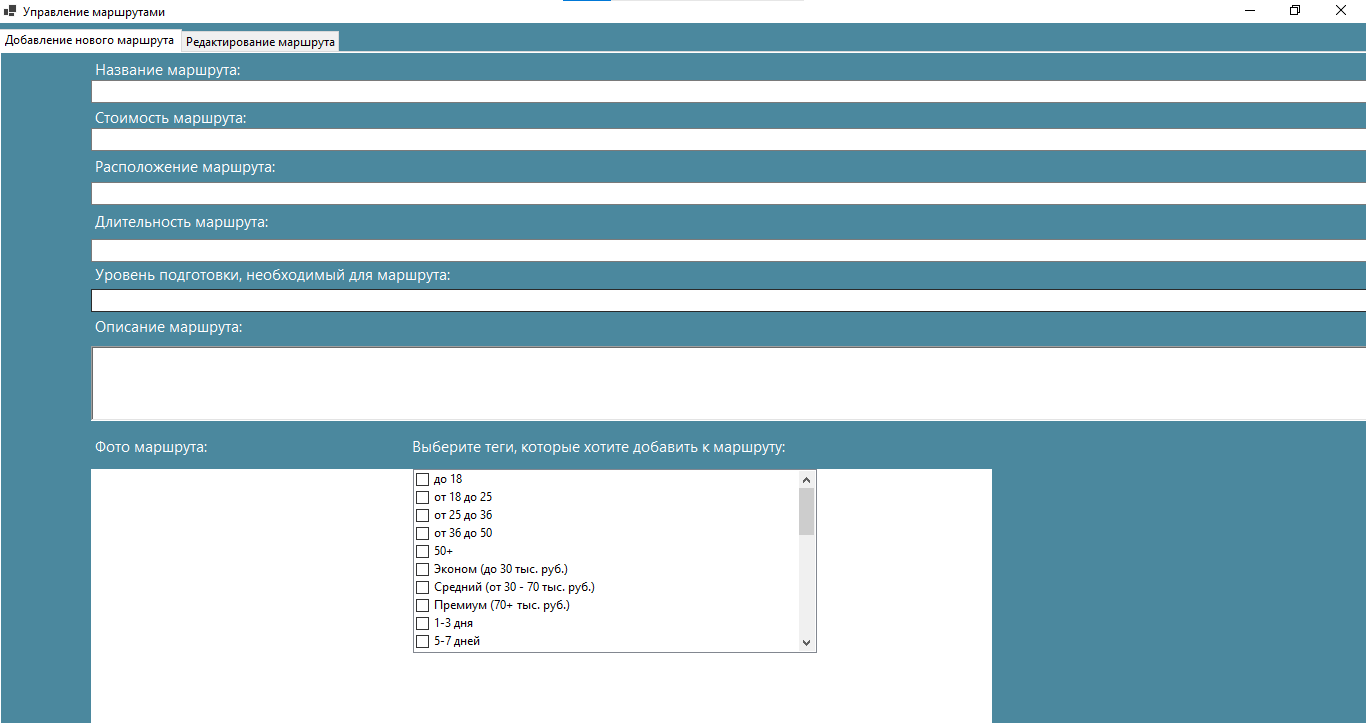 Управление маршрутами
Добавление нового маршрута
Редактирование маршрута
Название маршрута:
Стоимость маршрута:
Расположение маршрута:
Длительность маршрута:
Уровень подготовки, необходимый для маршрута:
Описание маршрута:
Фото маршрута:
Выберите теги, которые хотите добавить к маршруту:
до 18
от 18 до 25
от 25 до 36
от 36 до 50
50+
Эконом (до 30 тыс. руб.)
Средний (от 30 - 70 тыс. руб.)
Премиум (70+ тыс. руб.)
1-3 дня
5-7 дней